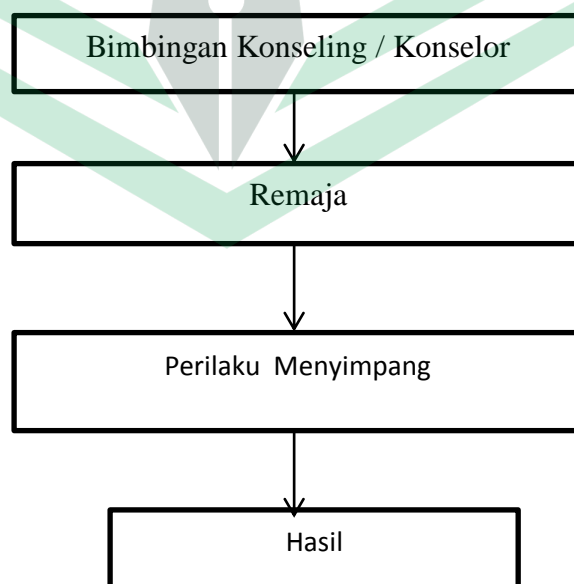 Bimbingan Konseling / Konselor
Remaja
Perilaku Menyimpang
Hasil